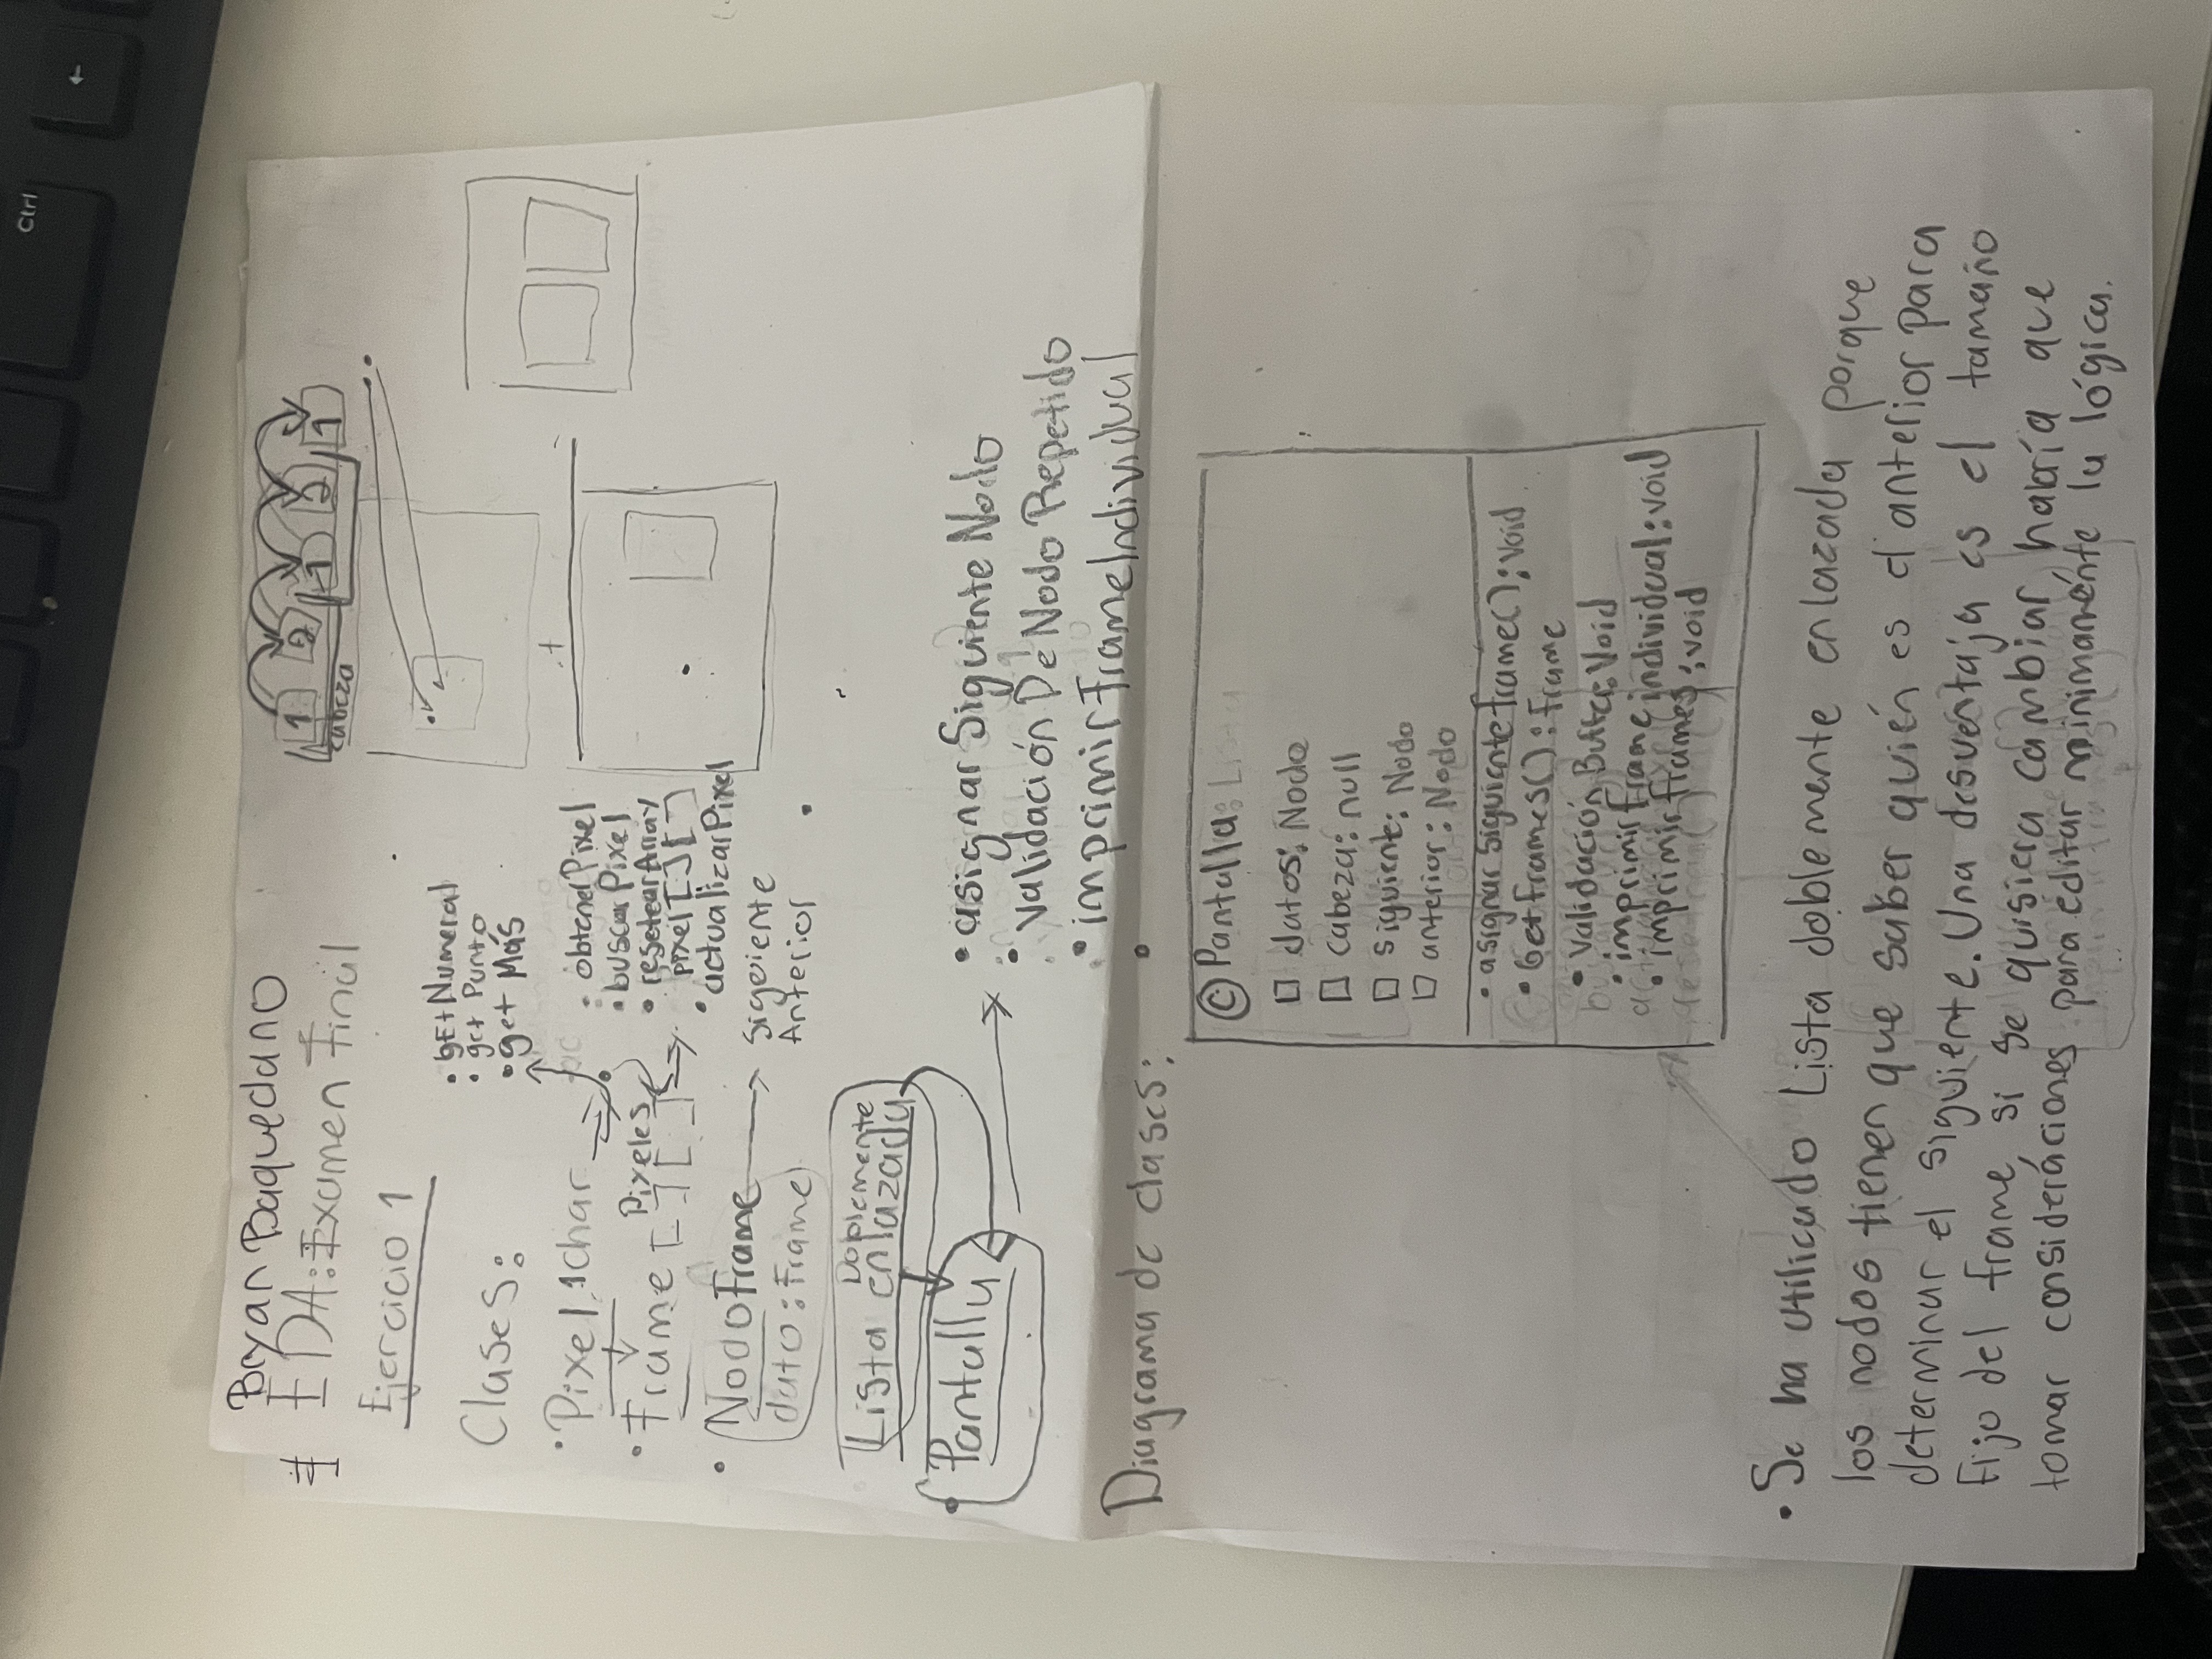 Ctrl
←
Bryan Baquedano
EDA: Examen Final
1 2 1 2 1
cabeza
Ejercicio 1
• gEtNumeral
• get Punto
• get Más
Clases:
• Pixel 1char
• Frame [ ][ ] Pixeles
• obtenerPixel
• buscarPixel
• resetearArray
pixel[][]
• actualizarPixel
+
• NodoFrame
dato: Frame
Siguiente
Anterior
Lista Doblemente
enlazada
• Pantalla
• asignar Siguiente Nodo
• Validación De Nodo Repetido
• imprimirFrameIndividual
•
Diagrama de clases:
© Pantalla: Lista
□ datos: Nodo
□ cabeza: null
□ siguiente: Nodo
□ anterior: Nodo
• asignarSiguienteFrame(): Void
• GetFrames(): Frame
• Validación Buffer: Void
• imprimirFrameindividual: void
• imprimirframes: void
• Se ha utilicado Lista doblemente enlazada porque
los nodos tienen que saber quién es el anterior para
determinar el siguiente. Una desventaja es el tamaño
Fijo del frame, si se quisiera cambiar, habría que
tomar consideráciones para editar minimaménte la lógica.